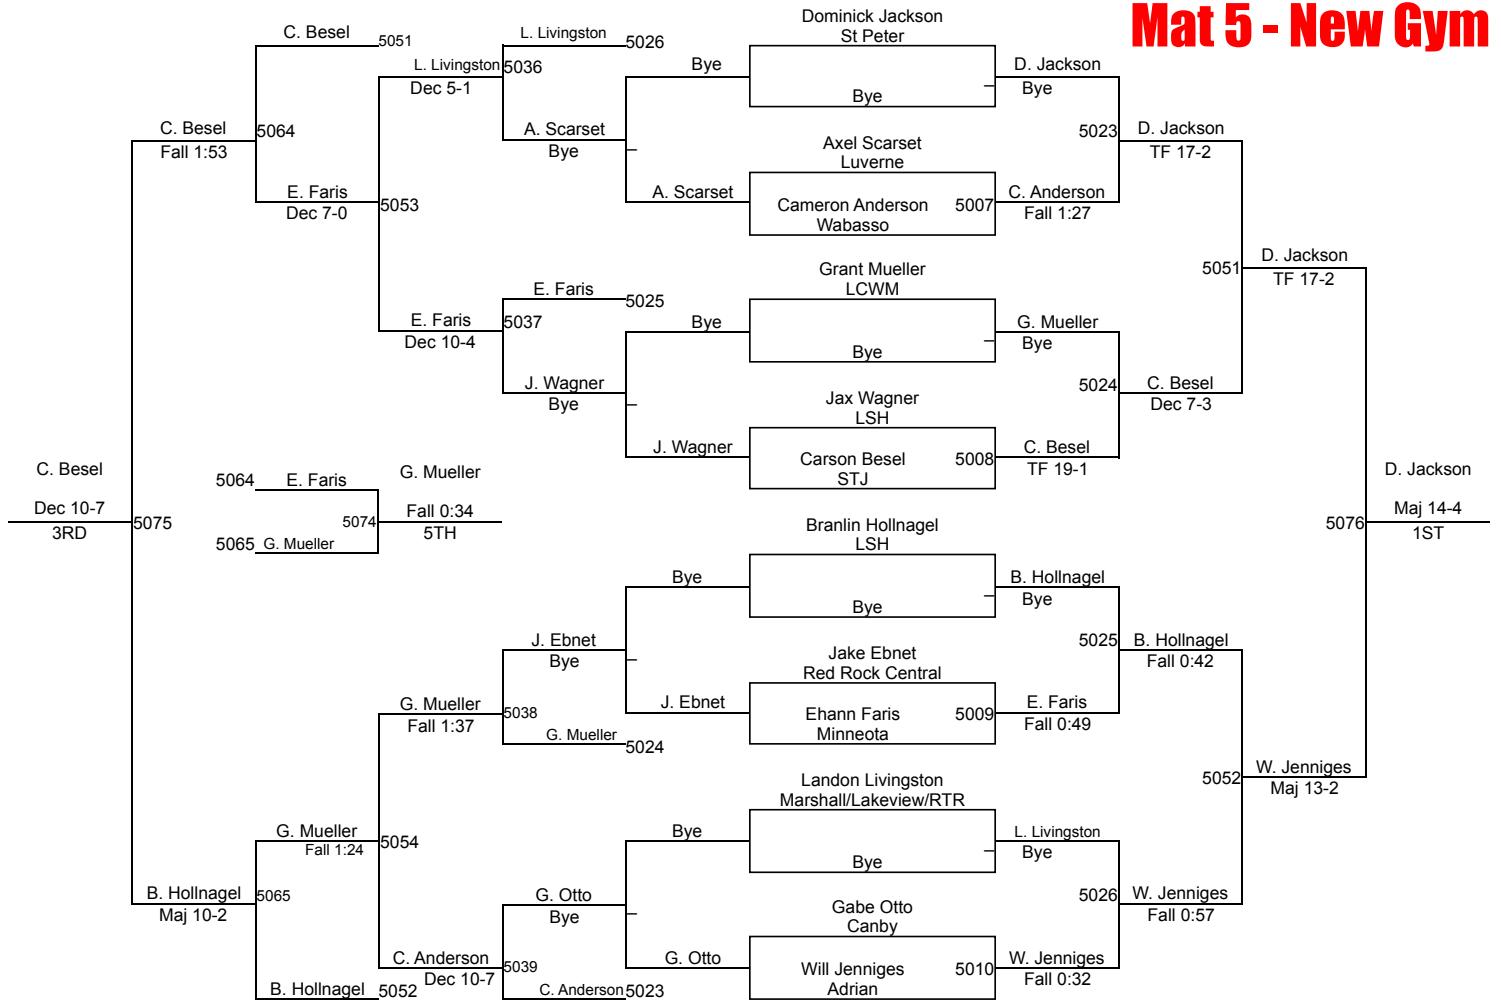 Mat 5 - New Gym
Dominick Jackson
St Peter
C. Besel
5051
L. Livingston
5026
L. Livingston
5036
Dec 5-1
Bye
Bye
D. Jackson
Bye
C. Besel
5064
Fall 1:53
A. Scarset
Bye
Axel Scarset
Luverne
5023
D. Jackson
TF 17-2
E. Faris
5053
Dec 7-0
A. Scarset
Cameron Anderson
5007
Wabasso
C. Anderson
Fall 1:27
Grant Mueller
LCWM
5051
D. Jackson
TF 17-2
E. Faris
5025
E. Faris
5037
Dec 10-4
Bye
Bye
G. Mueller
Bye
J. Wagner
Bye
Jax Wagner
LSH
5024
C. Besel
Dec 7-3
J. Wagner
Carson Besel
5008
STJ
C. Besel
TF 19-1
C. Besel
Dec 10-7
5075
3RD
5064
E. Faris
G. Mueller
5074
Fall 0:34
5TH
5065
G. Mueller
D. Jackson
5076
Maj 14-4
1ST
Branlin Hollnagel
LSH
Bye
Bye
B. Hollnagel
Bye
J. Ebnet
Bye
Jake Ebnet
Red Rock Central
5025
B. Hollnagel
Fall 0:42
G. Mueller
5038
Fall 1:37
J. Ebnet
Ehann Faris
5009
Minneota
E. Faris
Fall 0:49
G. Mueller
5024
Landon Livingston
Marshall/Lakeview/RTR
5052
W. Jenniges
Maj 13-2
G. Mueller
5054
Fall 1:24
Bye
Bye
L. Livingston
Bye
B. Hollnagel
5065
Maj 10-2
G. Otto
Bye
Gabe Otto
Canby
5026
W. Jenniges
Fall 0:57
C. Anderson
5039
Dec 10-7
G. Otto
Will Jenniges
5010
Adrian
W. Jenniges
Fall 0:32
B. Hollnagel
5052
C. Anderson
5023